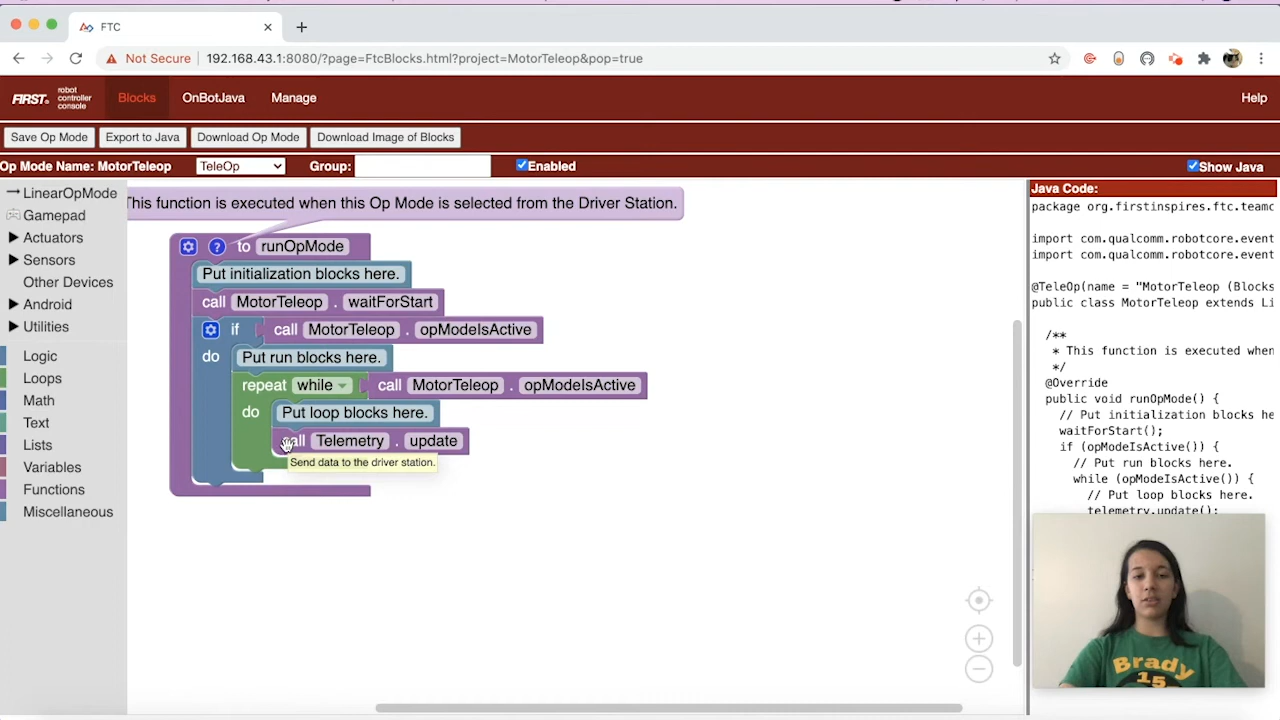 FTC
Not Secure 192.168.43.1:8080/?page=FtcBlocks.html?project=MotorTeleop&pop=true
FIRST robot controller console Blocks OnBotJava Manage Help
Save Op Mode Export to Java Download Op Mode Download Image of Blocks
Op Mode Name: MotorTeleop TeleOp Group: Enabled Show Java
LinearOpMode
Gamepad
Actuators
Sensors
Other Devices
Android
Utilities
Logic
Loops
Math
Text
Lists
Variables
Functions
Miscellaneous
This function is executed when this Op Mode is selected from the Driver Station.
? to runOpMode
Put initialization blocks here.
call MotorTeleop . waitForStart
if call MotorTeleop . opModeIsActive
do Put run blocks here.
repeat while call MotorTeleop . opModeIsActive
do Put loop blocks here.
call Telemetry . update
Send data to the driver station.
Java Code:
package org.firstinspires.ftc.teamc
import com.qualcomm.robotcore.event
import com.qualcomm.robotcore.event
@TeleOp(name = "MotorTeleop (Blocks
public class MotorTeleop extends Li
/**
* This function is executed when
*/
@Override
public void runOpMode() {
// Put initialization blocks he
waitForStart();
if (opModeIsActive()) {
// Put run blocks here.
while (opModeIsActive()) {
// Put loop blocks here.
telemetry.update();
Brady
15